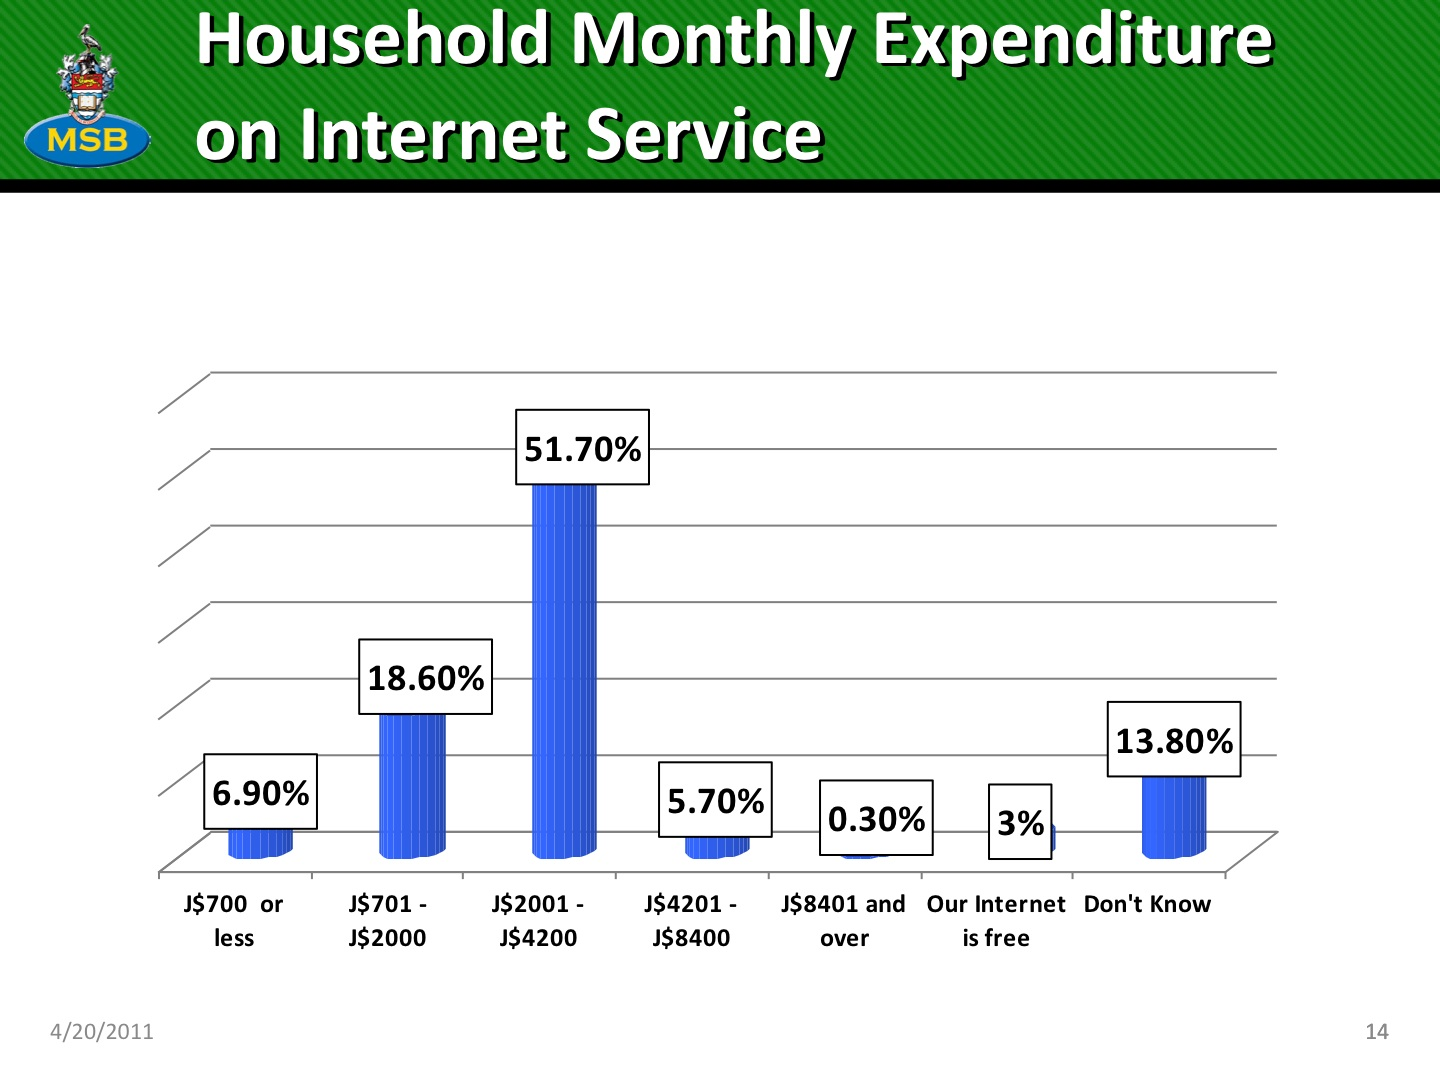 Household Monthly Expenditure
on Internet Service
MSB
51.70%
18.60%
13.80%
6.90%
5.70%
0.30%
3%
J$700 or
less
J$701 -
J$2000
J$2001 -
J$4200
J$4201 -
J$8400
J$8401 and
over
Our Internet
is free
Don't Know
4/20/2011
14